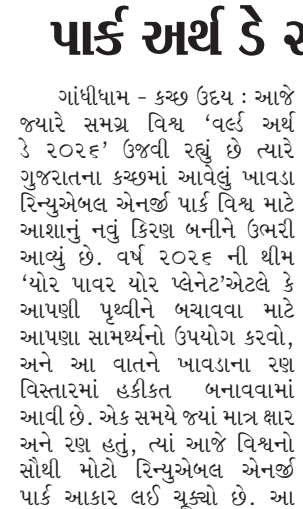 પાર્ક અર્થ ડે
ગાંધીધામ - કચ્છ ઉદય : આજે
જ્યારે સમગ્ર વિશ્વ ‘વર્લ્ડ અર્થ
ડે ૨૦૨૬’ ઉજવી રહ્યું છે ત્યારે
ગુજરાતના કચ્છમાં આવેલું ખાવડા
રિન્યુએબલ એનર્જી પાર્ક વિશ્વ માટે
આશાનું નવું કિરણ બનીને ઉભરી
આવ્યું છે. વર્ષ ૨૦૨૬ ની થીમ
‘યોર પાવર યોર પ્લેનેટ’એટલે કે
આપણી પૃથ્વીને બચાવવા માટે
આપણા સામર્થ્યનો ઉપયોગ કરવો,
અને આ વાતને ખાવડાના રણ
વિસ્તારમાં હકીકત બનાવવામાં
આવી છે. એક સમયે જ્યાં માત્ર ક્ષાર
અને રણ હતું, ત્યાં આજે વિશ્વનો
સૌથી મોટો રિન્યુએબલ એનર્જી
પાર્ક આકાર લઈ ચૂક્યો છે. આ